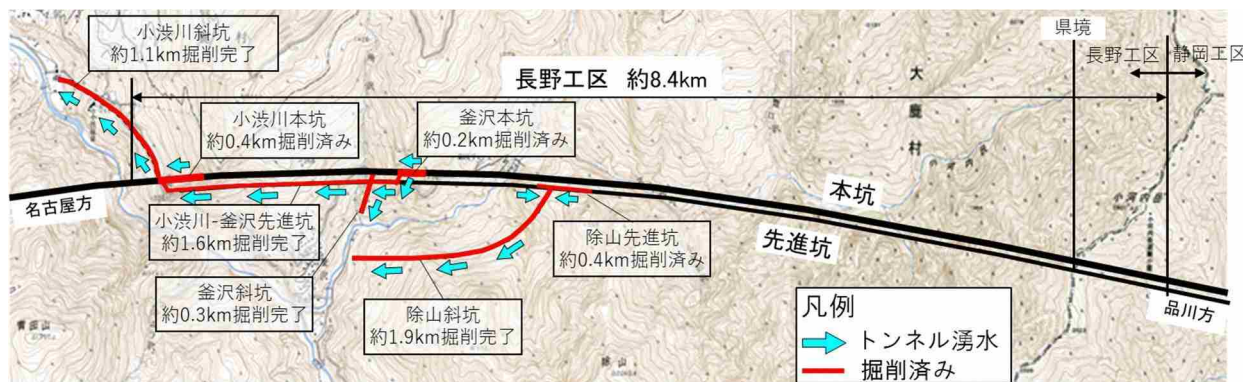 小渋川斜坑
約1.1km掘削完了
長野工区　約8.4km
県境
長野工区
静岡工区
大鹿村
小渋川本坑
約0.4km掘削済み
釜沢本坑
約0.2km掘削済み
小河内岳
名古屋方
小渋川-釜沢先進坑
約1.6km掘削完了
本坑
先進坑
除山先進坑
約0.4km掘削済み
釜沢斜坑
約0.3km掘削完了
除山斜坑
約1.9km掘削完了
除山
品川方
凡例
トンネル湧水
掘削済み